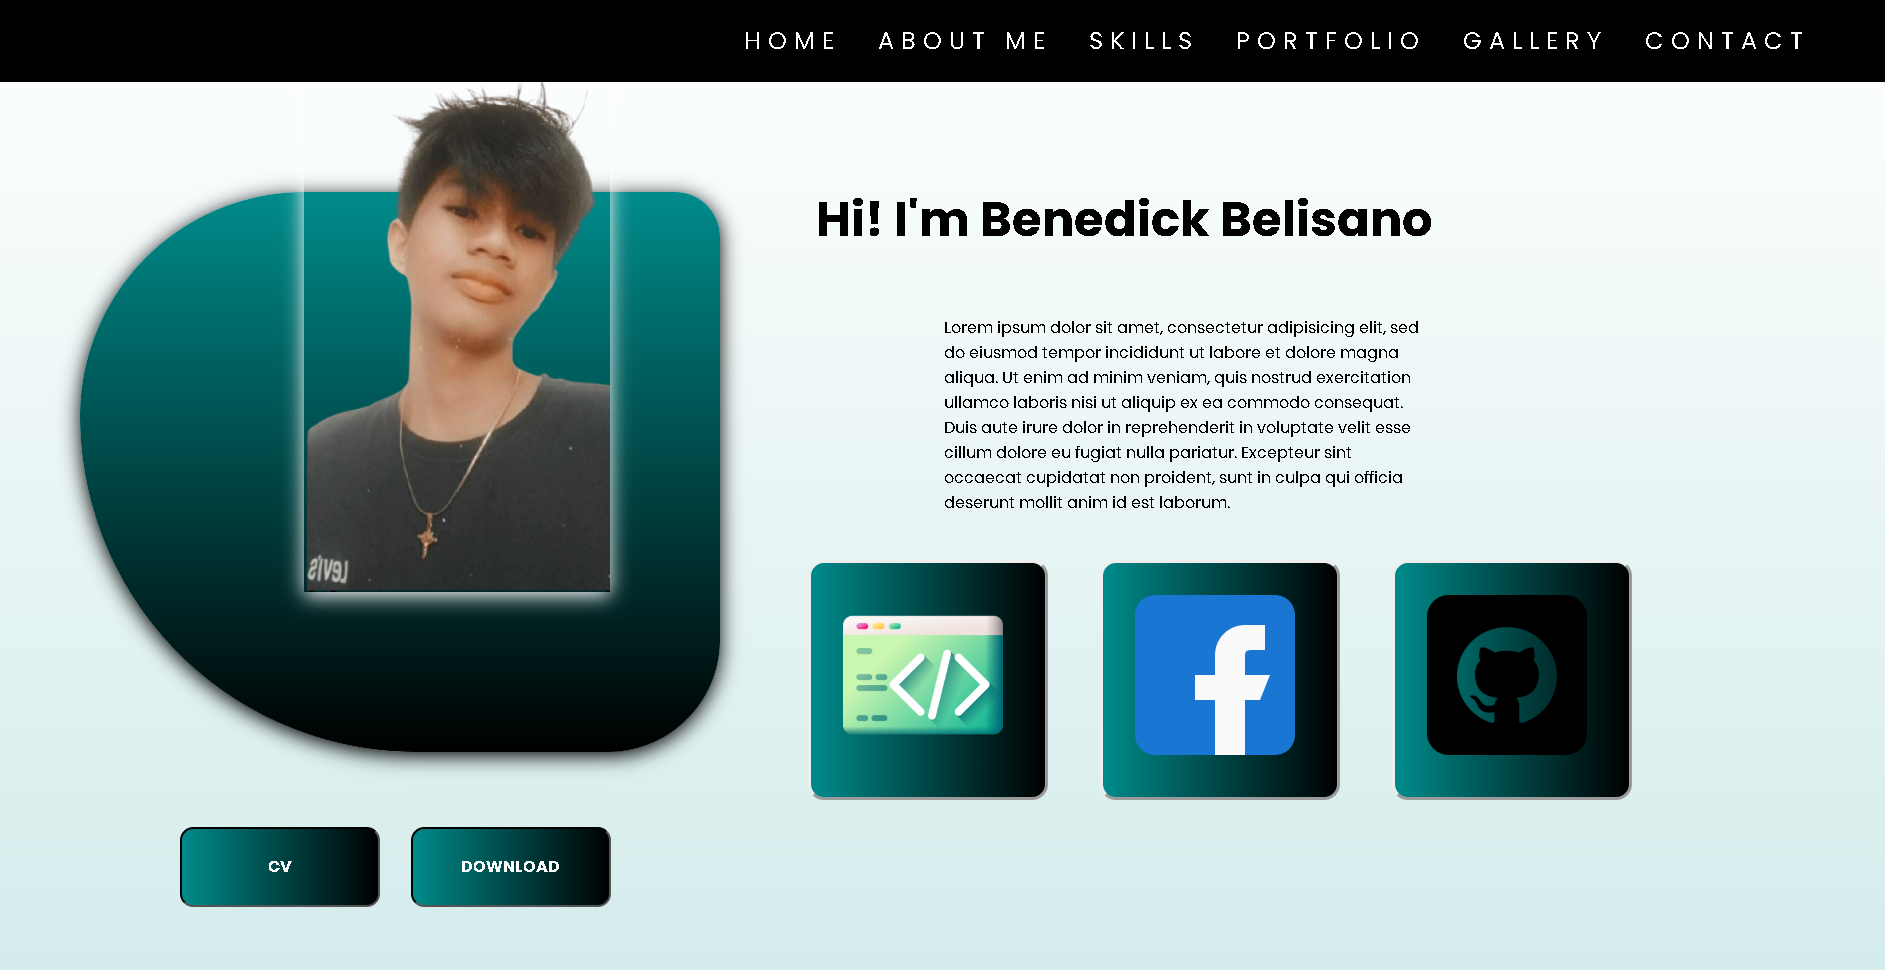 HOME ABOUT ME SKILLS PORTFOLIO GALLERY CONTACT
Hi! I'm Benedick Belisano
Lorem ipsum dolor sit amet, consectetur adipisicing elit, sed
do eiusmod tempor incididunt ut labore et dolore magna
aliqua. Ut enim ad minim veniam, quis nostrud exercitation
ullamco laboris nisi ut aliquip ex ea commodo consequat.
Duis aute irure dolor in reprehenderit in voluptate velit esse
cillum dolore eu fugiat nulla pariatur. Excepteur sint
occaecat cupidatat non proident, sunt in culpa qui officia
deserunt mollit anim id est laborum.
Levi's
</>
f
CV
DOWNLOAD